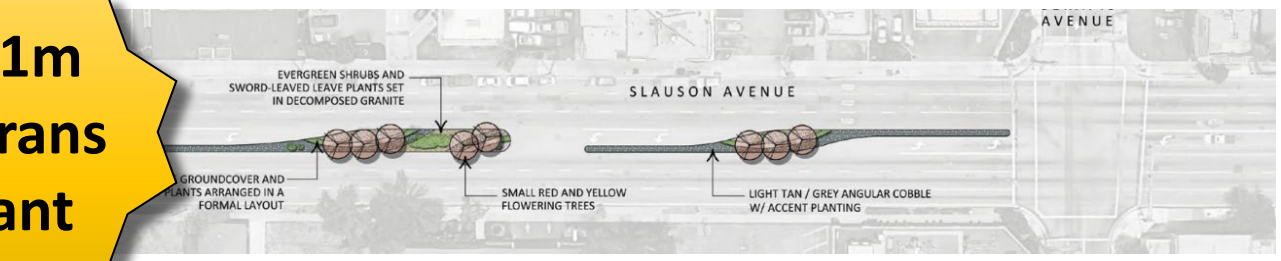 1m
rans
ant
EVERGREEN SHRUBS AND
SWORD-LEAVED LEAVE PLANTS SET
IN DECOMPOSED GRANITE
GROUNDCOVER AND
PLANTS ARRANGED IN A
FORMAL LAYOUT
SMALL RED AND YELLOW
FLOWERING TREES
SLAUSON AVENUE
LIGHT TAN / GREY ANGULAR COBBLE
W/ ACCENT PLANTING
AVENUE